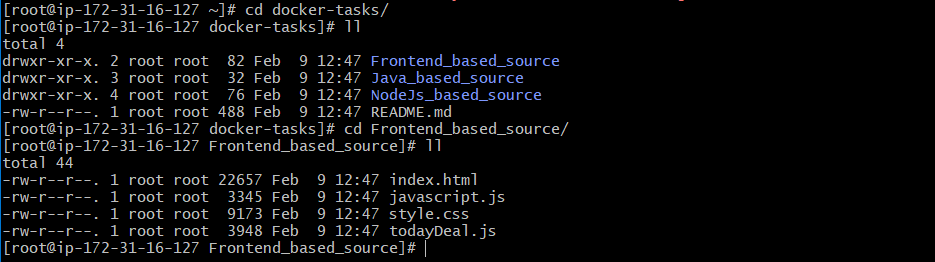 [root@ip-172-31-16-127 ~]# cd docker-tasks/
[root@ip-172-31-16-127 docker-tasks]# ll
total 4
drwxr-xr-x. 2 root root  82 Feb  9 12:47 Frontend_based_source
drwxr-xr-x. 3 root root  32 Feb  9 12:47 Java_based_source
drwxr-xr-x. 4 root root  76 Feb  9 12:47 NodeJs_based_source
-rw-r--r--. 1 root root 488 Feb  9 12:47 README.md
[root@ip-172-31-16-127 docker-tasks]# cd Frontend_based_source/
[root@ip-172-31-16-127 Frontend_based_source]# ll
total 44
-rw-r--r--. 1 root root 22657 Feb  9 12:47 index.html
-rw-r--r--. 1 root root  3345 Feb  9 12:47 javascript.js
-rw-r--r--. 1 root root  9173 Feb  9 12:47 style.css
-rw-r--r--. 1 root root  3948 Feb  9 12:47 todayDeal.js
[root@ip-172-31-16-127 Frontend_based_source]#